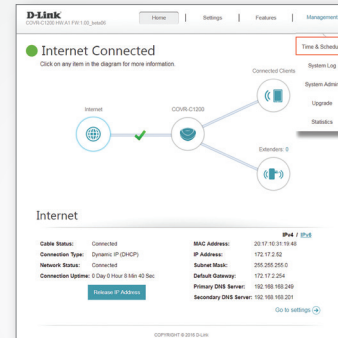 D-Link
COVR-C1200 HW:A1 FW:1.00_beta00
Home
Settings
Features
Management
Time & Schedu
System Log
System Admi
Upgrade
Statistics
Internet Connected
Click on any item in the diagram for more information.
Connected Clients
Internet
COVR-C1200
Extenders: 0
Internet
IPv4 / IPv6
Cable Status: Connected
Connection Type: Dynamic IP (DHCP)
Network Status: Connected
Connection Uptime: 0 Day 0 Hour 8 Min 40 Sec
Release IP Address
MAC Address: 20:17:10:31:19:48
IP Address: 172.17.2.52
Subnet Mask: 255.255.255.0
Default Gateway: 172.17.2.254
Primary DNS Server: 192.168.168.249
Secondary DNS Server: 192.168.168.201
Go to settings
COPYRIGHT © 2016 D-Link